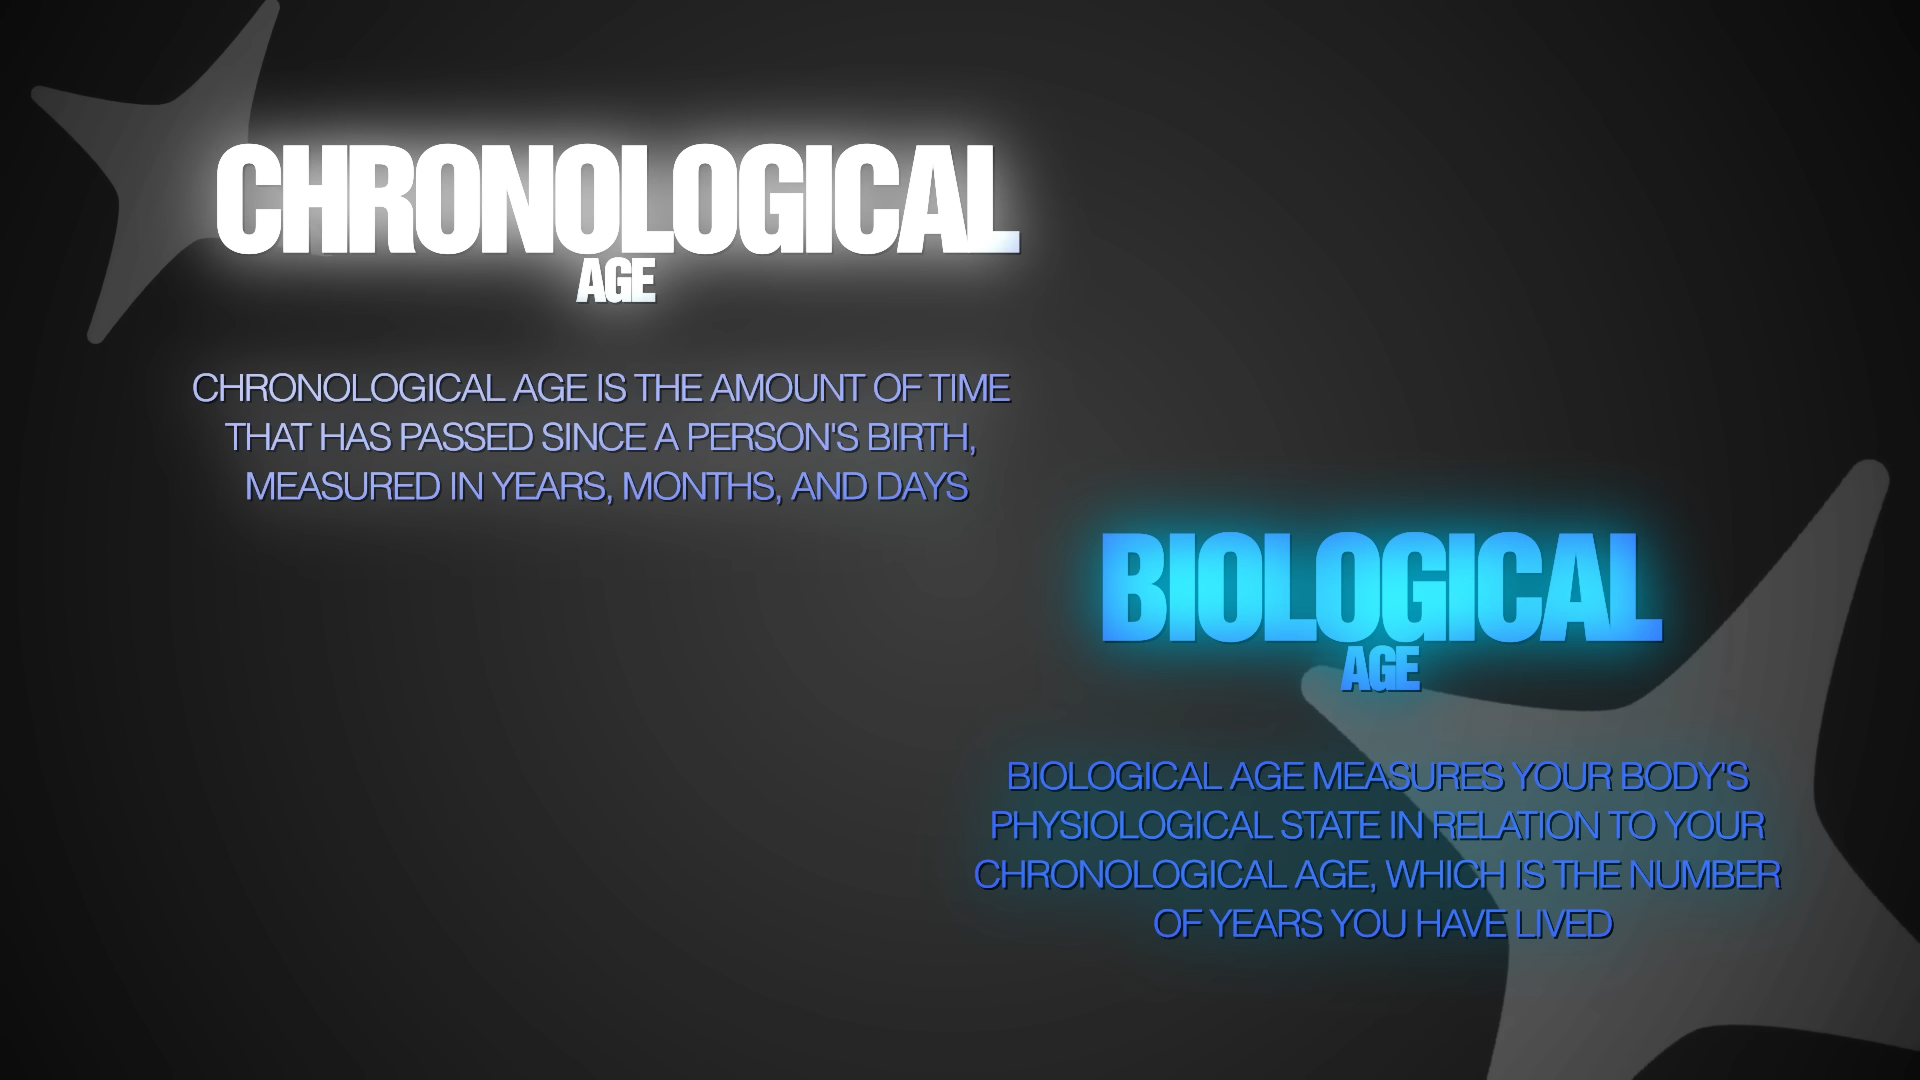 CHRONOLOGICAL
AGE
CHRONOLOGICAL AGE IS THE AMOUNT OF TIME
THAT HAS PASSED SINCE A PERSON'S BIRTH,
MEASURED IN YEARS, MONTHS, AND DAYS
BIOLOGICAL
AGE
BIOLOGICAL AGE MEASURES YOUR BODY'S
PHYSIOLOGICAL STATE IN RELATION TO YOUR
CHRONOLOGICAL AGE, WHICH IS THE NUMBER
OF YEARS YOU HAVE LIVED